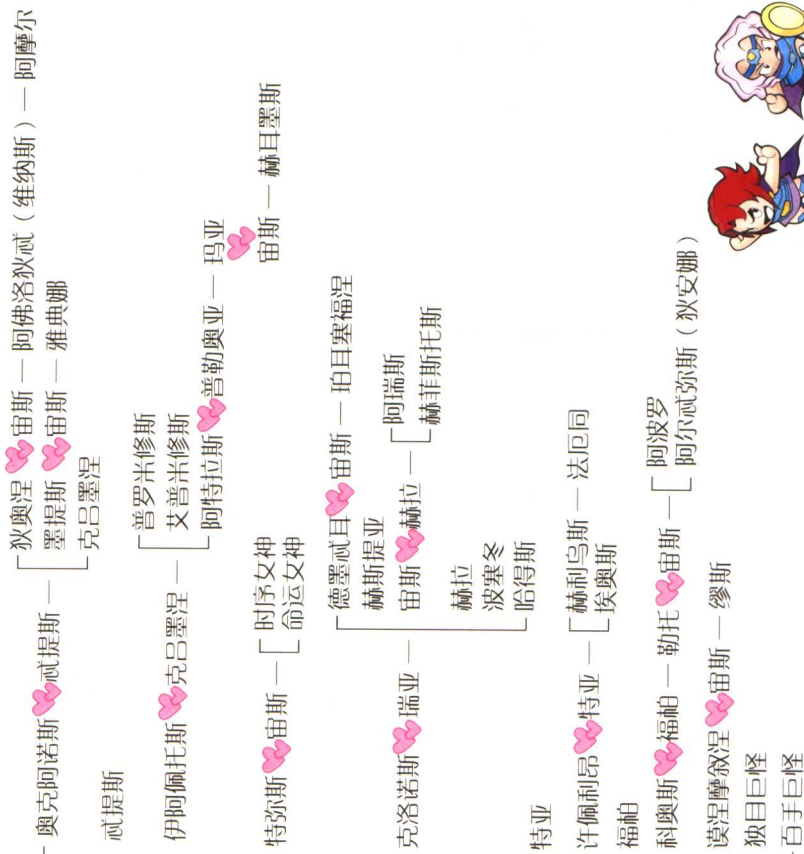 狄奥涅 宙斯 — 阿佛洛狄忒（维纳斯）— 阿摩尔
奥克阿诺斯 忒提斯 — 墨提斯 宙斯 — 雅典娜
克吕墨涅
忒提斯
普罗米修斯
伊阿佩托斯 克吕墨涅 — 艾普米修斯
阿特拉斯 普勒奥亚 — 玛亚
宙斯 — 赫耳墨斯
特弥斯 宙斯 — 时序女神
命运女神
德墨忒耳 宙斯 — 珀耳塞福涅
赫斯提亚
克洛诺斯 瑞亚 — 宙斯 赫拉 — 阿瑞斯
赫菲斯托斯
赫拉
波塞冬
哈得斯
特亚
许佩利昂 特亚 — 赫利乌斯 — 法厄同
埃奥斯
福柏
科奥斯 福柏 — 勒托 宙斯 — 阿波罗
阿尔忒弥斯（狄安娜）
谟涅摩叙涅 宙斯 — 缪斯
独目巨怪
百手巨怪